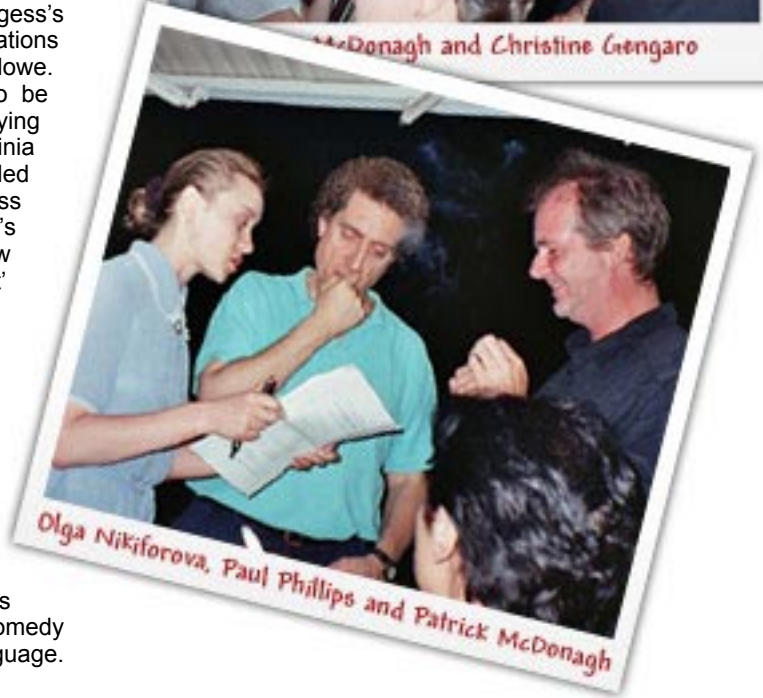 gess's
ations
lowe.
o be
ying
inia
led
ss
's
w
'
McDonagh and Christine Gengaro
Olga Nikiforova, Paul Phillips and Patrick McDonagh
s
omedy
guage.